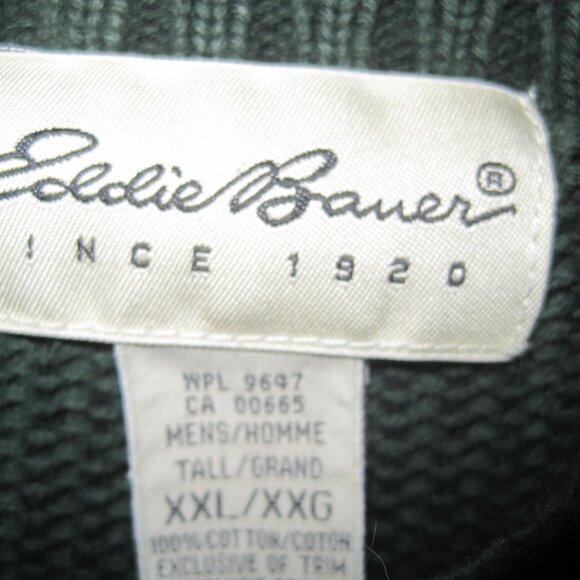 Eddie Bauer®
INCE 1920
WPL 9647
CA 00665
MENS/HOMME
TALL/GRAND
XXL/XXG
100% COTTON/COTON
EXCLUSIVE OF TRIM